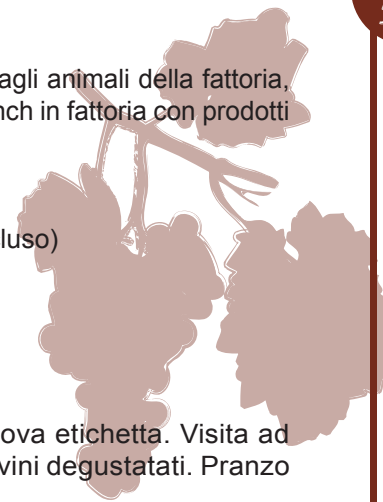 agli animali della fattoria,
nch in fattoria con prodotti
luso)
ova etichetta. Visita ad
vini degustatati. Pranzo